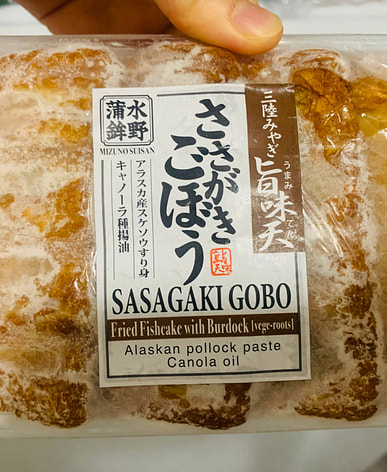 三陸みやぎ
旨味天
うまみてん
ささがき
ごぼう
水野
蒲鉾
MIZUNO SUISAN
アラスカ産スケソウすり身
キャノーラ種揚油
SASAGAKI GOBO
Fried Fishcake with Burdock [vege-roots]
Alaskan pollock paste
Canola oil